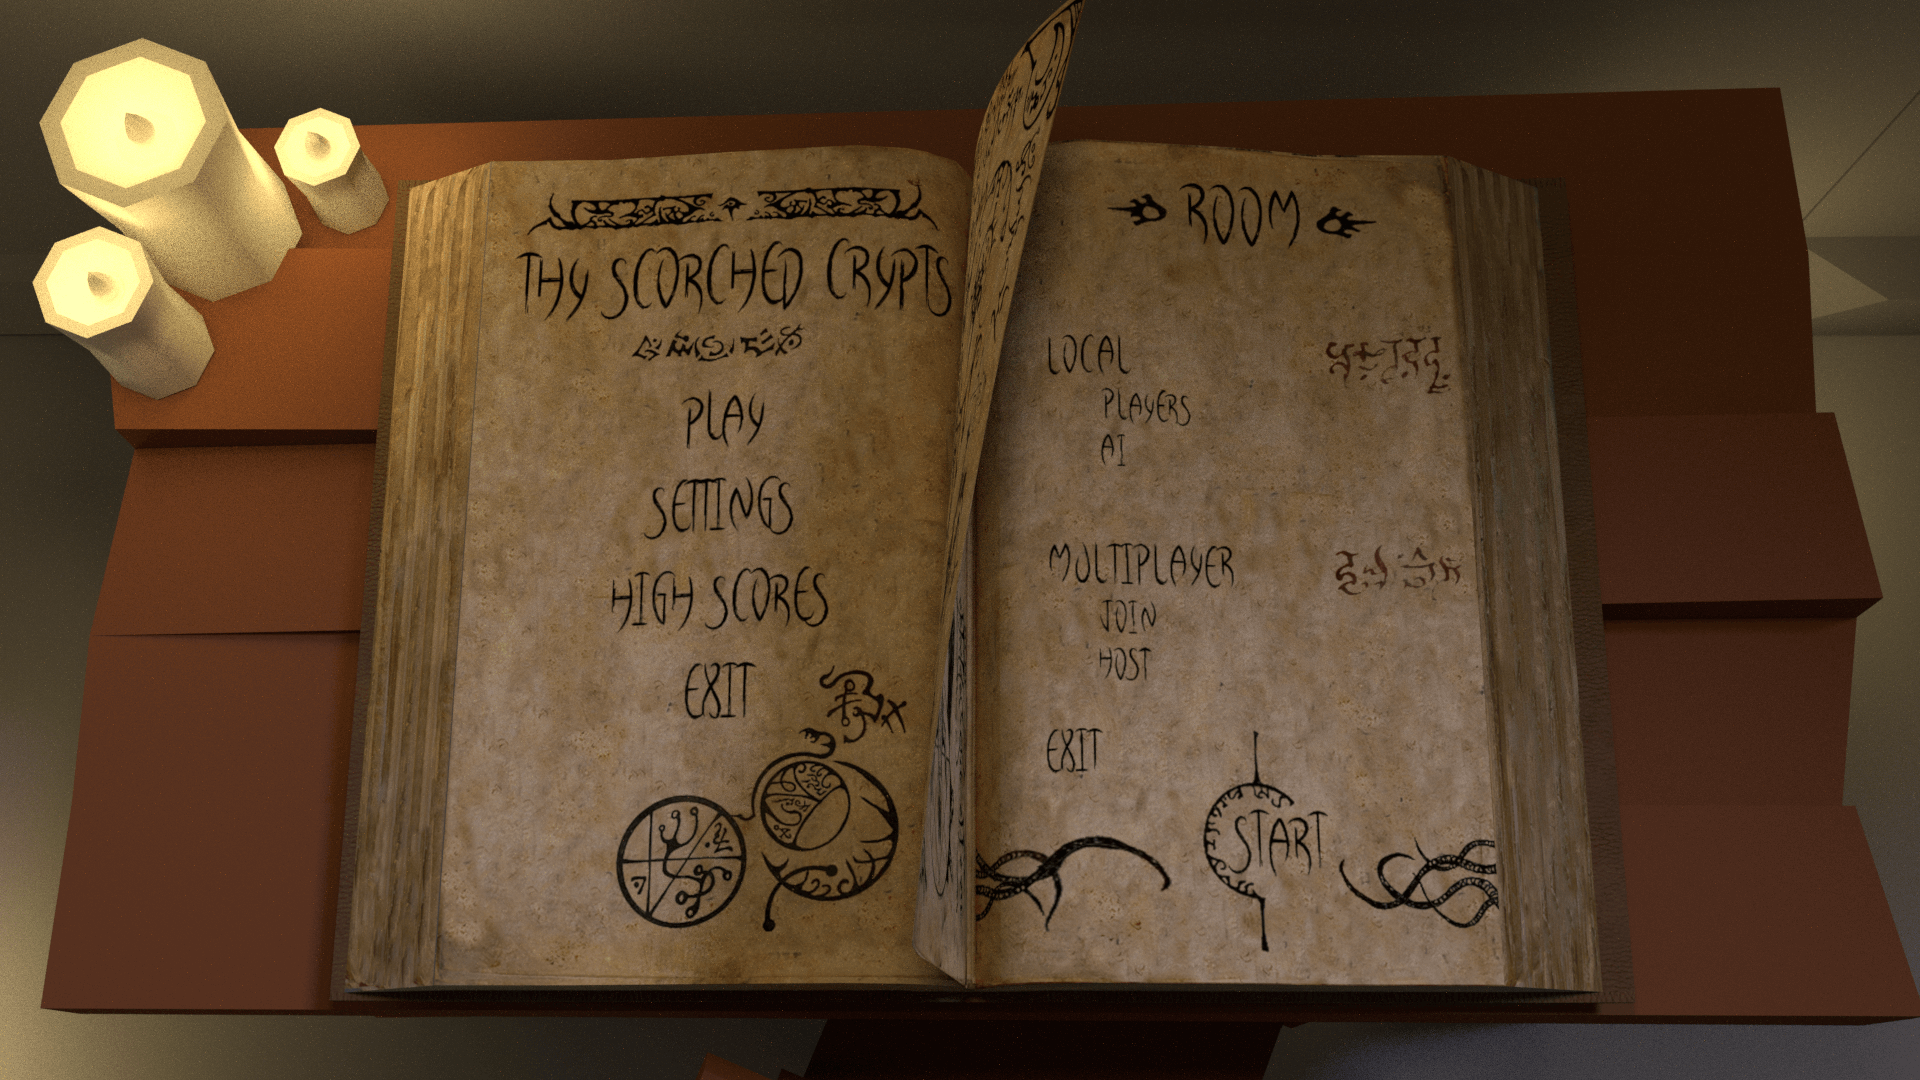 THY SCORCHED CRYPTS
PLAY
SETTINGS
HIGH SCORES
EXIT
ROOM
LOCAL
PLAYERS
AI
MULTIPLAYER
JOIN
HOST
EXIT
START